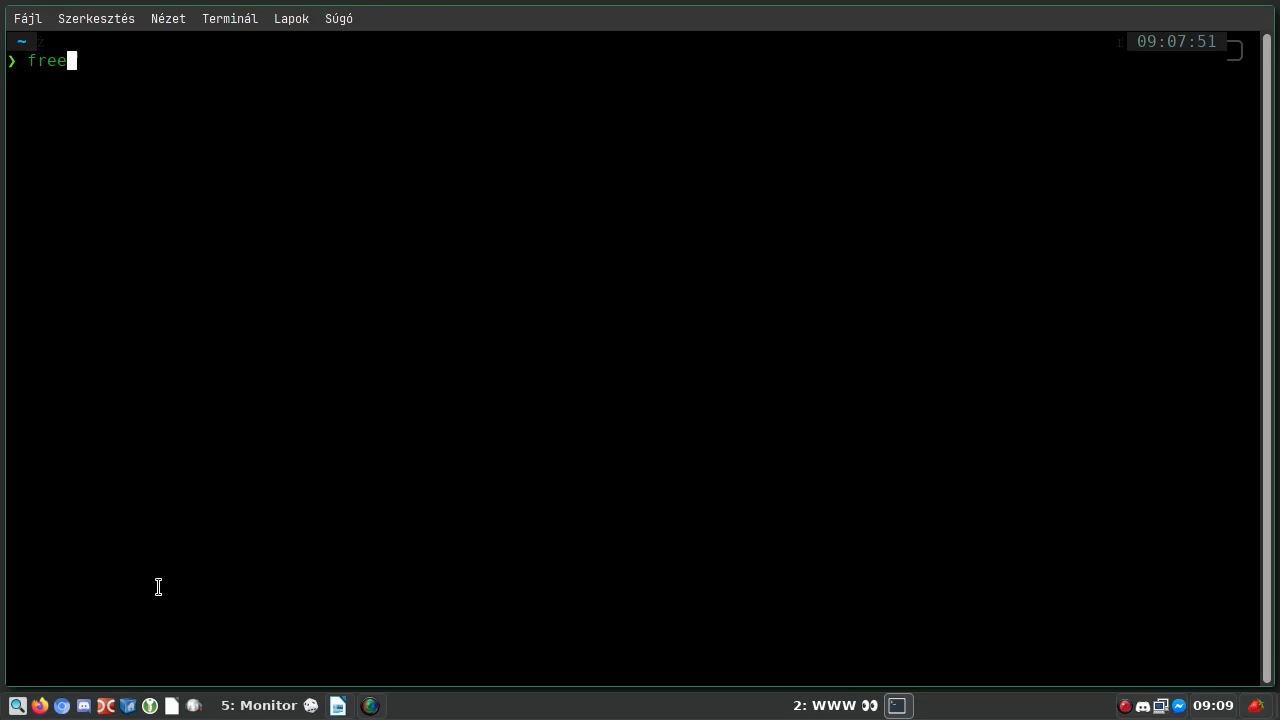 Fájl Szerkesztés Nézet Terminál Lapok Súgó
~ 09:07:51
❯ free
5: Monitor 2: WWW 09:09